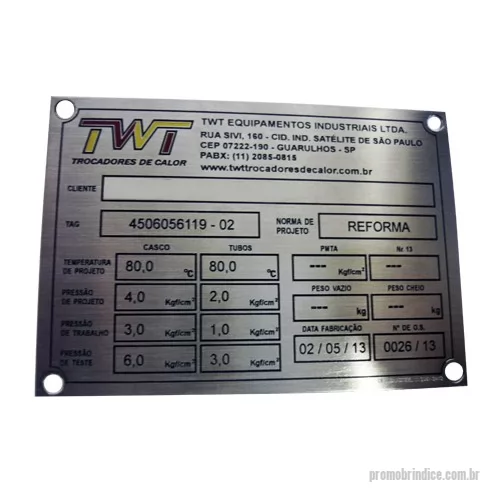 TWT
TROCADORES DE CALOR
TWT EQUIPAMENTOS INDUSTRIAIS LTDA.
RUA SIVI, 160 - CID. IND. SATÉLITE DE SÃO PAULO
CEP 07222-190 - GUARULHOS - SP
PABX: (11) 2085-0815
www.twttrocadoresdecalor.com.br
CLIENTE
TAG 4506056119 - 02 NORMA DE PROJETO REFORMA
CASCO TUBOS PMTA Nr 13
TEMPERATURA DE PROJETO 80,0 ºC 80,0 ºC --- Kgf/cm² ---
PESO VAZIO PESO CHEIO
PRESSÃO DE PROJETO 4,0 Kgf/cm² 2,0 Kgf/cm² --- kg --- kg
PRESSÃO DE TRABALHO 3,0 Kgf/cm² 1,0 Kgf/cm²
DATA FABRICAÇÃO Nº DE O.S.
02 / 05 / 13 0026 / 13
PRESSÃO DE TESTE 6,0 Kgf/cm² 3,0 Kgf/cm²
promobrindice.com.br